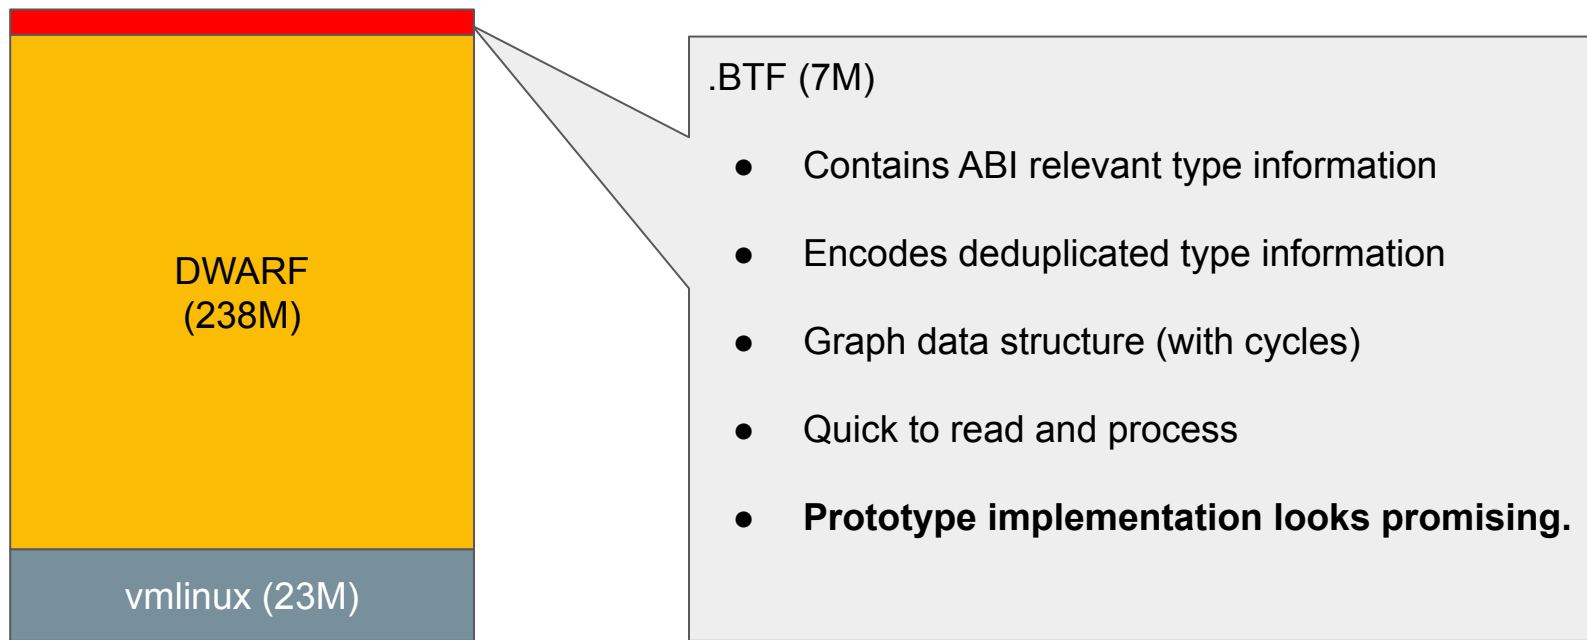 DWARF
(238M)
vmlinux (23M)
.BTF (7M)
● Contains ABI relevant type information
● Encodes deduplicated type information
● Graph data structure (with cycles)
● Quick to read and process
● Prototype implementation looks promising.